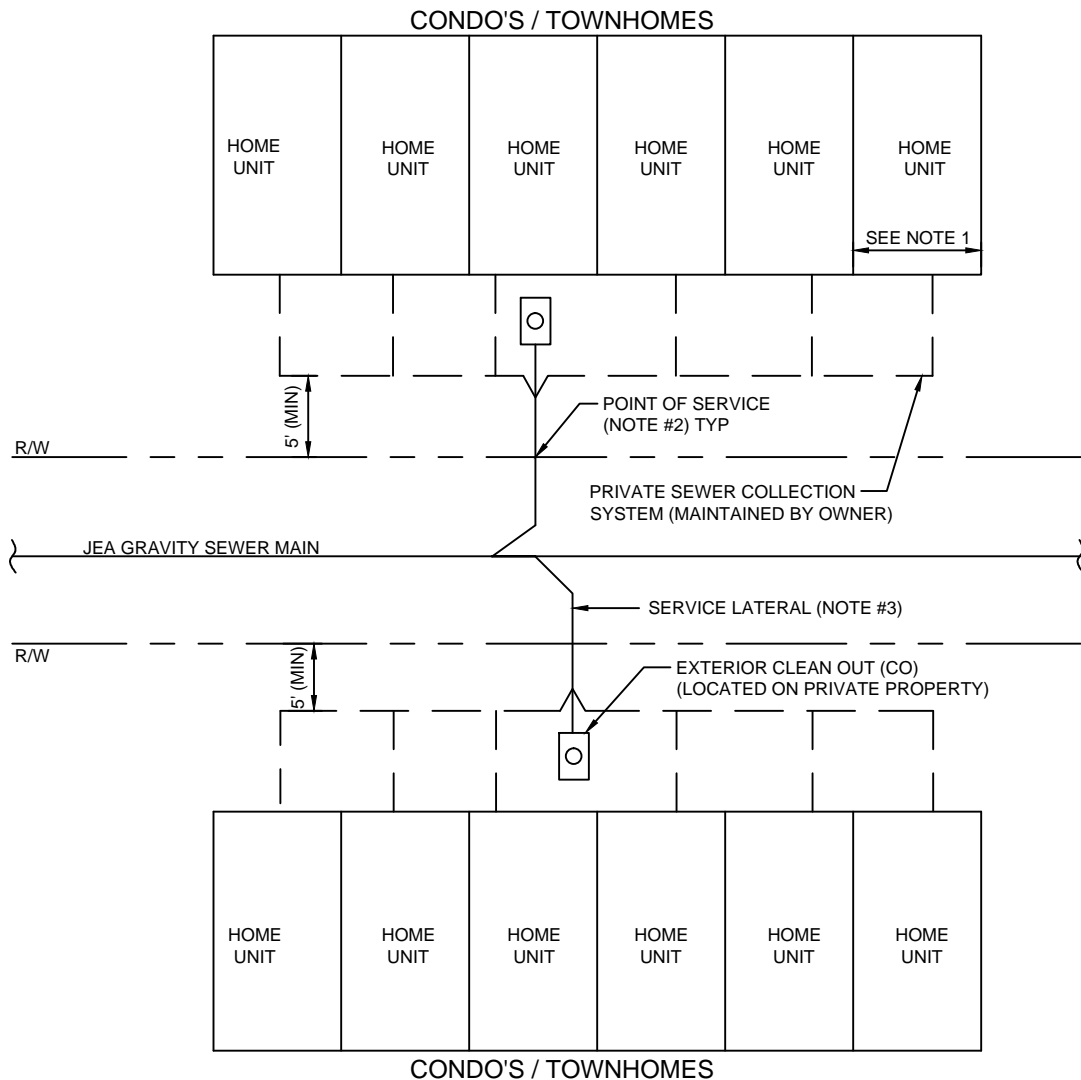 CONDO'S / TOWNHOMES
HOME
UNIT
HOME
UNIT
HOME
UNIT
HOME
UNIT
HOME
UNIT
HOME
UNIT
SEE NOTE 1
5' (MIN)
POINT OF SERVICE
(NOTE #2) TYP
R/W
PRIVATE SEWER COLLECTION
SYSTEM (MAINTAINED BY OWNER)
JEA GRAVITY SEWER MAIN
SERVICE LATERAL (NOTE #3)
R/W
5' (MIN)
EXTERIOR CLEAN OUT (CO)
(LOCATED ON PRIVATE PROPERTY)
HOME
UNIT
HOME
UNIT
HOME
UNIT
HOME
UNIT
HOME
UNIT
HOME
UNIT
CONDO'S / TOWNHOMES